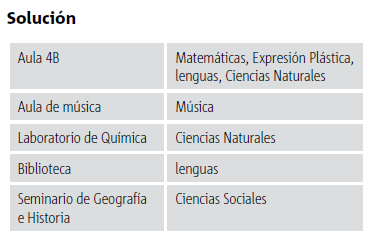 Solución
Aula 4B
Matemáticas, Expresión Plástica,
lenguas, Ciencias Naturales
Aula de música
Música
Laboratorio de Química
Ciencias Naturales
Biblioteca
lenguas
Seminario de Geografía
e Historia
Ciencias Sociales